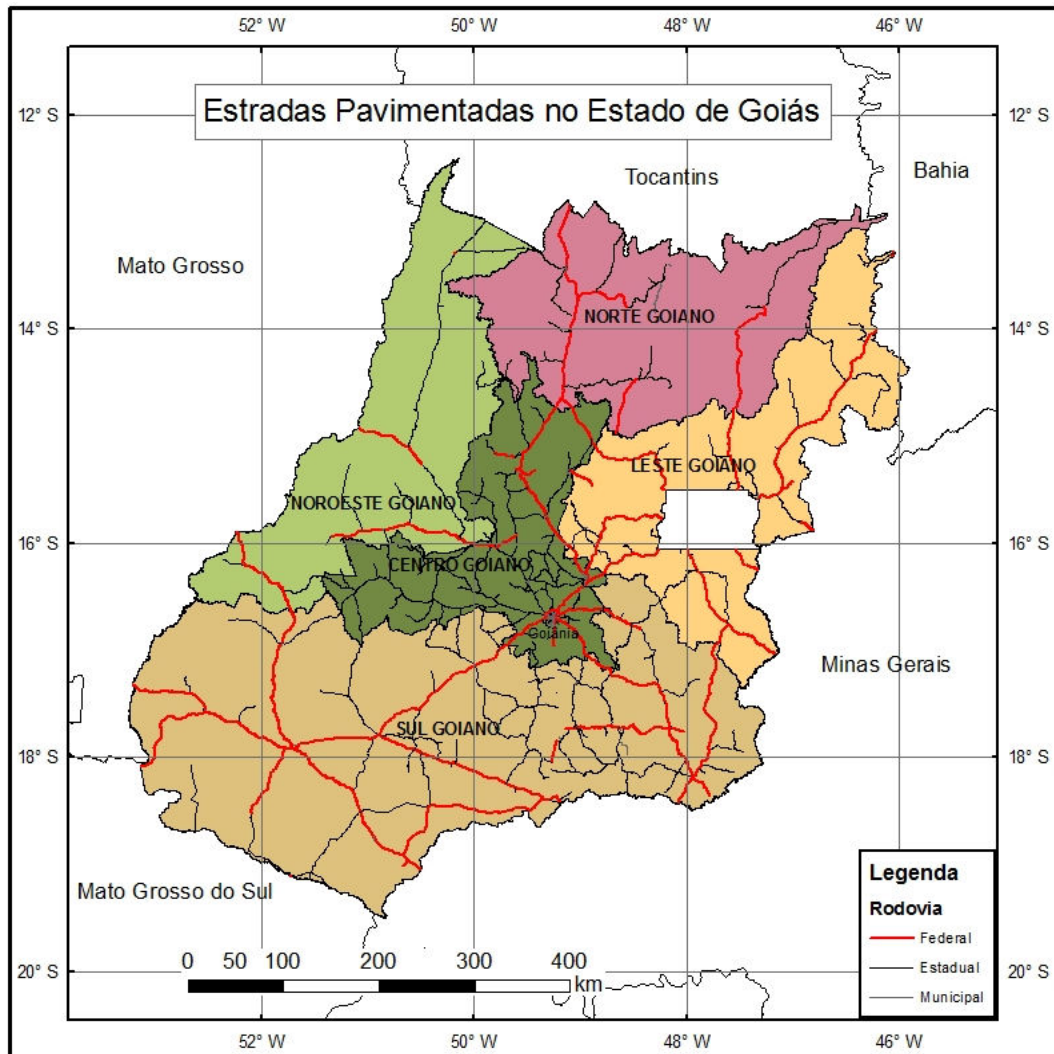 52° W 50° W 48° W 46° W
12° S 12° S
Estradas Pavimentadas no Estado de Goiás
Tocantins
Bahia
Mato Grosso
NORTE GOIANO
14° S 14° S
LESTE GOIANO
NOROESTE GOIANO
16° S 16° S
CENTRO GOIANO
Goiânia
Minas Gerais
SUL GOIANO
18° S 18° S
Mato Grosso do Sul
Legenda
Rodovia
Federal
Estadual
Municipal
0 50 100 200 300 400
km
20° S 20° S
52° W 50° W 48° W 46° W